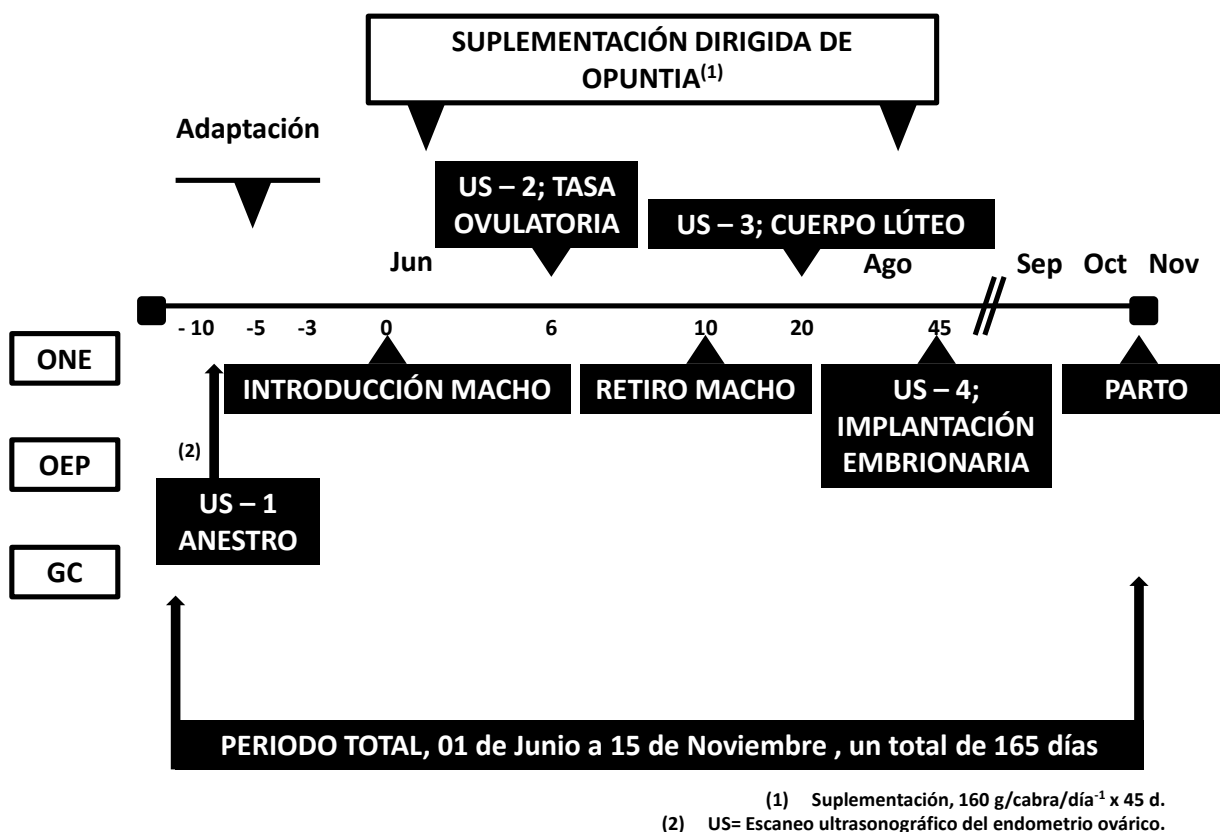 SUPLEMENTACIÓN DIRIGIDA DE
OPUNTIA(1)
Adaptación
US – 2; TASA
OVULATORIA
US – 3; CUERPO LÚTEO
Jun
Ago
Sep
Oct
Nov
- 10
-5
-3
0
6
10
20
45
ONE
INTRODUCCIÓN MACHO
RETIRO MACHO
US – 4;
IMPLANTACIÓN
EMBRIONARIA
PARTO
OEP
(2)
US – 1
ANESTRO
GC
PERIODO TOTAL, 01 de Junio a 15 de Noviembre , un total de 165 días
(1) Suplementación, 160 g/cabra/día-1 x 45 d.
(2) US= Escaneo ultrasonográfico del endometrio ovárico.